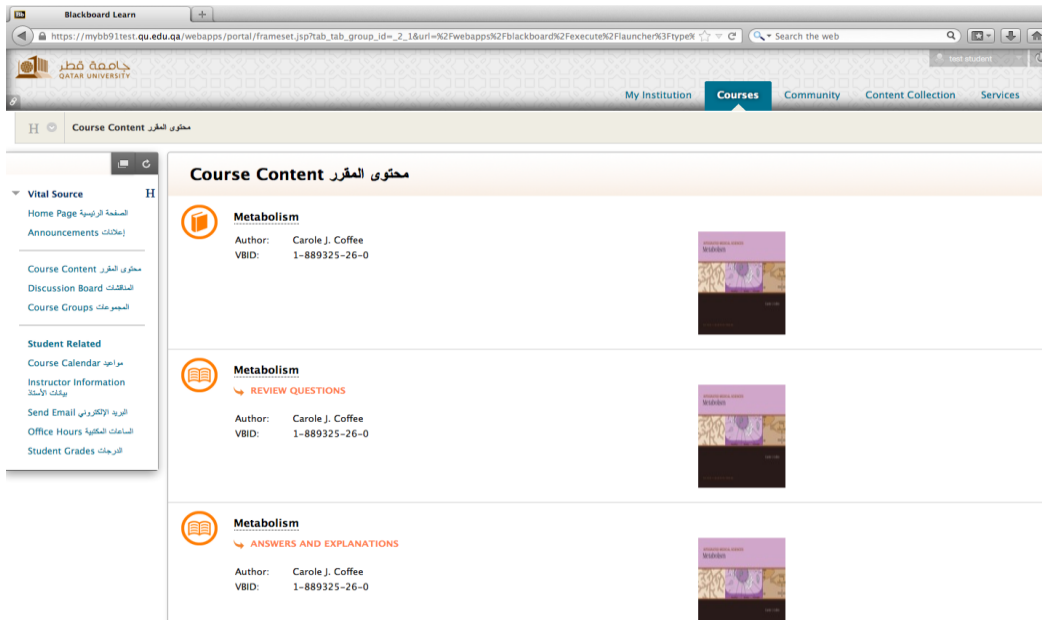 Blackboard Learn
https://mybb91test.qu.edu.qa/webapps/portal/frameset.jsp?tab_tab_group_id=_2_1&url=%2Fwebapps%2Fblackboard%2Fexecute%2Flauncher%3Ftype%
Search the web
جامعة قطر
QATAR UNIVERSITY
test student
My Institution Courses Community Content Collection Services
H Course Content محتوى المقرر
Vital Source H
Home Page الصفحة الرئيسية
Announcements إعلانات
Course Content محتوى المقرر
Discussion Board المناقشات
Course Groups المجموعات
Student Related
Course Calendar مواعيد
Instructor Information
بيانات الأستاذ
Send Email البريد الإلكتروني
Office Hours الساعات المكتبية
Student Grades الدرجات
Course Content محتوى المقرر
Metabolism
Author: Carole J. Coffee
VBID: 1-889325-26-0
Metabolism
Metabolism
REVIEW QUESTIONS
Author: Carole J. Coffee
VBID: 1-889325-26-0
Metabolism
Metabolism
ANSWERS AND EXPLANATIONS
Author: Carole J. Coffee
VBID: 1-889325-26-0
Metabolism